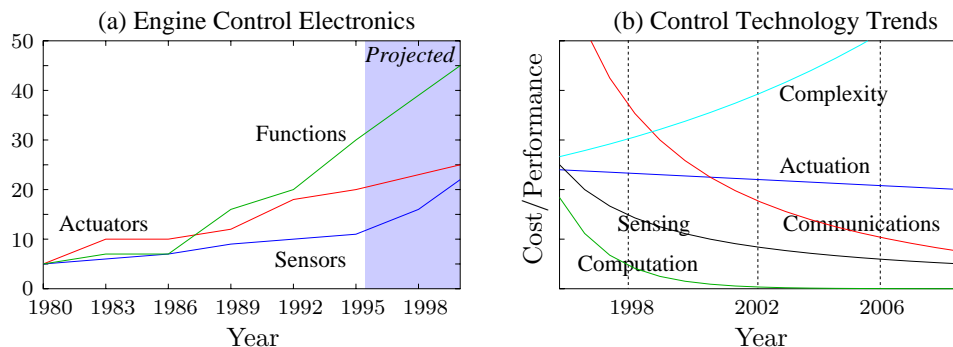 (a) Engine Control Electronics
50
40
30
20
10
0
Projected
Functions
Actuators
Sensors
1980 1983 1986 1989 1992 1995 1998
Year
(b) Control Technology Trends
Cost/Performance
Complexity
Actuation
Sensing
Communications
Computation
1998 2002 2006
Year